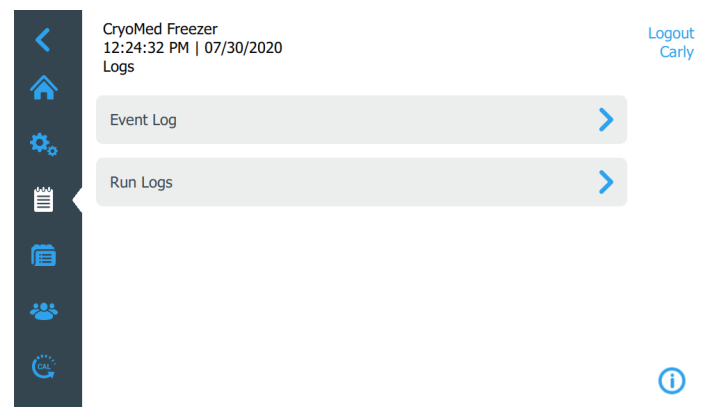 CryoMed Freezer
12:24:32 PM | 07/30/2020
Logs
Logout
Carly
Event Log
Run Logs
CAL